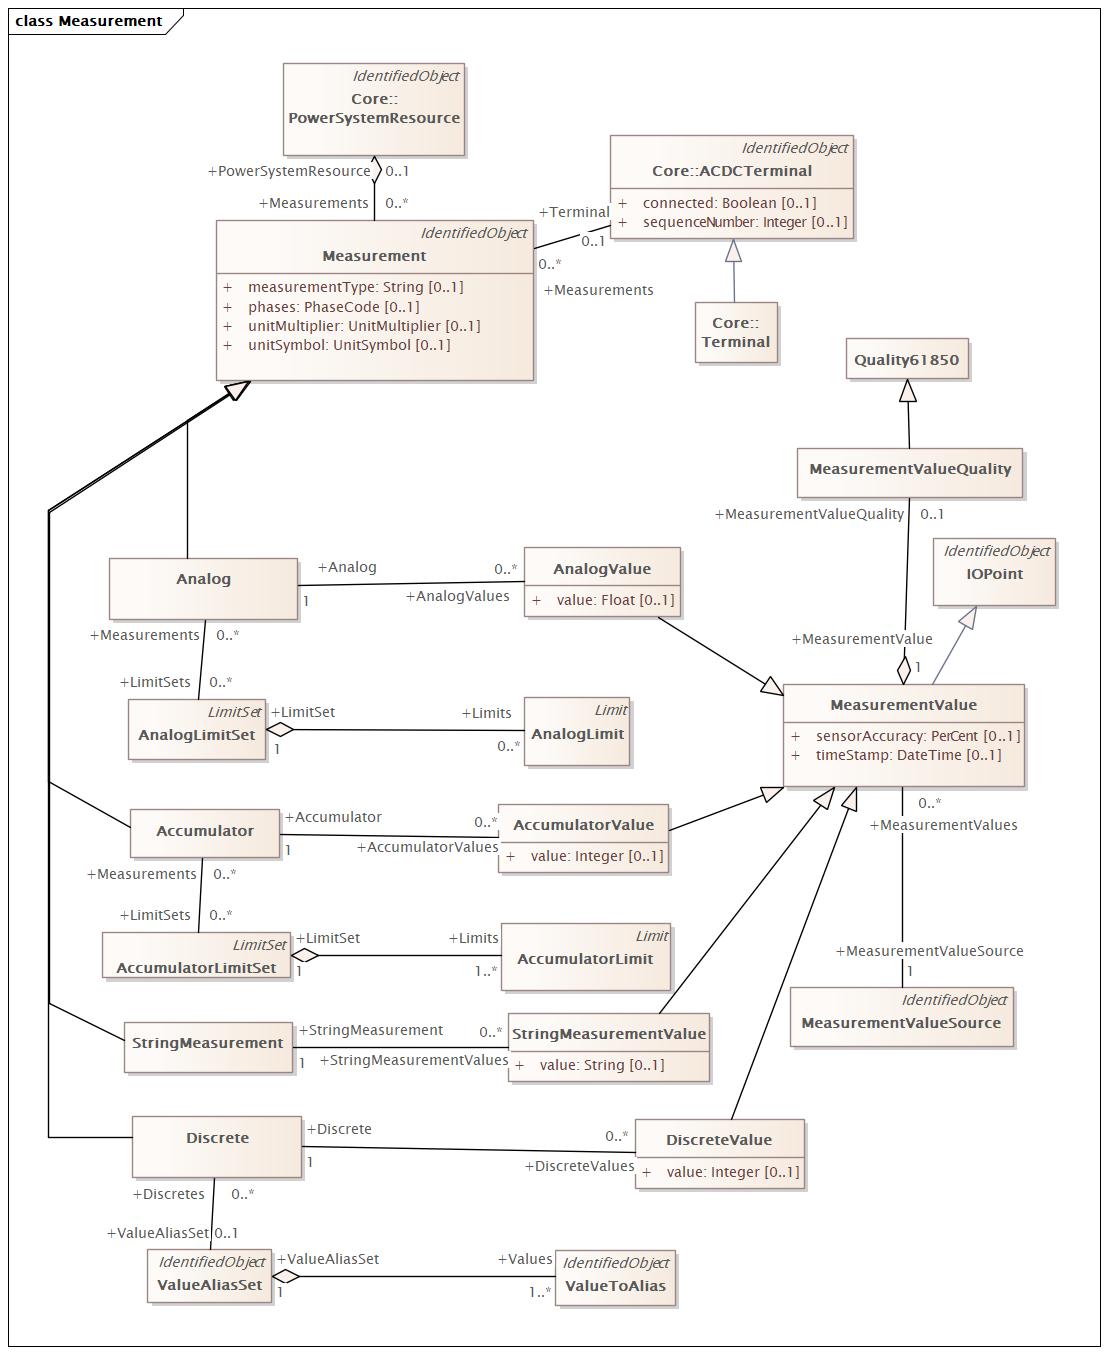 class Measurement
IdentifiedObject
Core::
PowerSystemResource
+PowerSystemResource 0..1
+Measurements 0..*
IdentifiedObject
Core::ACDCTerminal
+ connected: Boolean [0..1]
+ sequenceNumber: Integer [0..1]
+Terminal
0..1
0..*
+Measurements
IdentifiedObject
Measurement
+ measurementType: String [0..1]
+ phases: PhaseCode [0..1]
+ unitMultiplier: UnitMultiplier [0..1]
+ unitSymbol: UnitSymbol [0..1]
Core::
Terminal
Quality61850
MeasurementValueQuality
+MeasurementValueQuality 0..1
IdentifiedObject
IOPoint
+MeasurementValue
1
Analog
+Analog 0..*
1 +AnalogValues
AnalogValue
+ value: Float [0..1]
+Measurements 0..*
+LimitSets 0..*
LimitSet
AnalogLimitSet
+LimitSet +Limits
1 0..*
Limit
AnalogLimit
MeasurementValue
+ sensorAccuracy: PerCent [0..1]
+ timeStamp: DateTime [0..1]
0..*
+MeasurementValues
Accumulator
+Accumulator 0..*
1 +AccumulatorValues
AccumulatorValue
+ value: Integer [0..1]
+Measurements 0..*
+LimitSets 0..*
LimitSet
AccumulatorLimitSet
+LimitSet +Limits
1 1..*
Limit
AccumulatorLimit
+MeasurementValueSource
1
IdentifiedObject
MeasurementValueSource
StringMeasurement
+StringMeasurement 0..*
1 +StringMeasurementValues
StringMeasurementValue
+ value: String [0..1]
Discrete
+Discrete 0..*
1 +DiscreteValues
DiscreteValue
+ value: Integer [0..1]
+Discretes 0..*
+ValueAliasSet 0..1
IdentifiedObject
ValueAliasSet
+ValueAliasSet +Values
1 1..*
IdentifiedObject
ValueToAlias